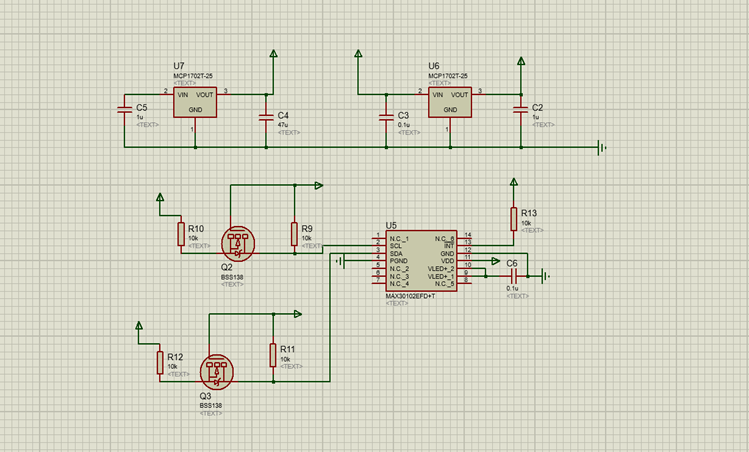 U7
MCP1702T-25
<TEXT>
2
VIN
VOUT
3
GND
1
C5
1u
<TEXT>
C4
47u
<TEXT>
U6
MCP1702T-25
<TEXT>
2
VIN
VOUT
3
GND
1
C3
0.1u
<TEXT>
C2
1u
<TEXT>
R10
10k
<TEXT>
Q2
BSS138
<TEXT>
R9
10k
<TEXT>
R13
10k
<TEXT>
U5
1
N.C._1
N.C._6
14
2
SCL
INT
13
3
SDA
GND
12
4
PGND
VDD
11
5
N.C._2
VLED+_2
10
6
N.C._3
VLED+_1
9
7
N.C._4
N.C._5
8
MAX30102EFD+T
<TEXT>
C6
0.1u
<TEXT>
R12
10k
<TEXT>
Q3
BSS138
<TEXT>
R11
10k
<TEXT>